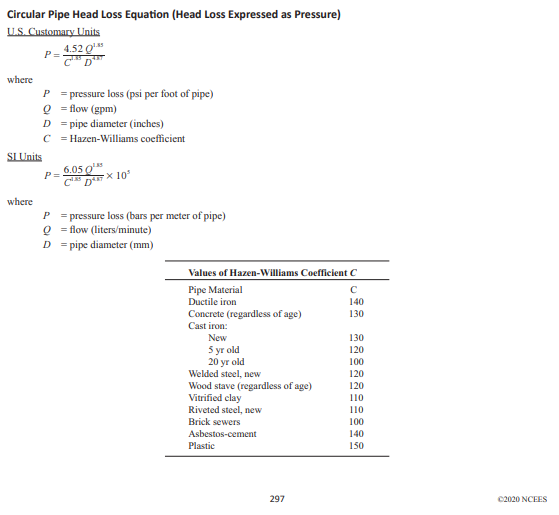 Circular Pipe Head Loss Equation (Head Loss Expressed as Pressure)
U.S. Customary Units
P = 4.52 Q^1.85 / C^1.85 D^4.87
where
P = pressure loss (psi per foot of pipe)
Q = flow (gpm)
D = pipe diameter (inches)
C = Hazen-Williams coefficient
SI Units
P = 6.05 Q^1.85 / C^1.85 D^4.87 × 10^5
where
P = pressure loss (bars per meter of pipe)
Q = flow (liters/minute)
D = pipe diameter (mm)
Values of Hazen-Williams Coefficient C
Pipe Material C
Ductile iron 140
Concrete (regardless of age) 130
Cast iron:
New 130
5 yr old 120
20 yr old 100
Welded steel, new 120
Wood stave (regardless of age) 120
Vitrified clay 110
Riveted steel, new 110
Brick sewers 100
Asbestos-cement 140
Plastic 150
297 ©2020 NCEES